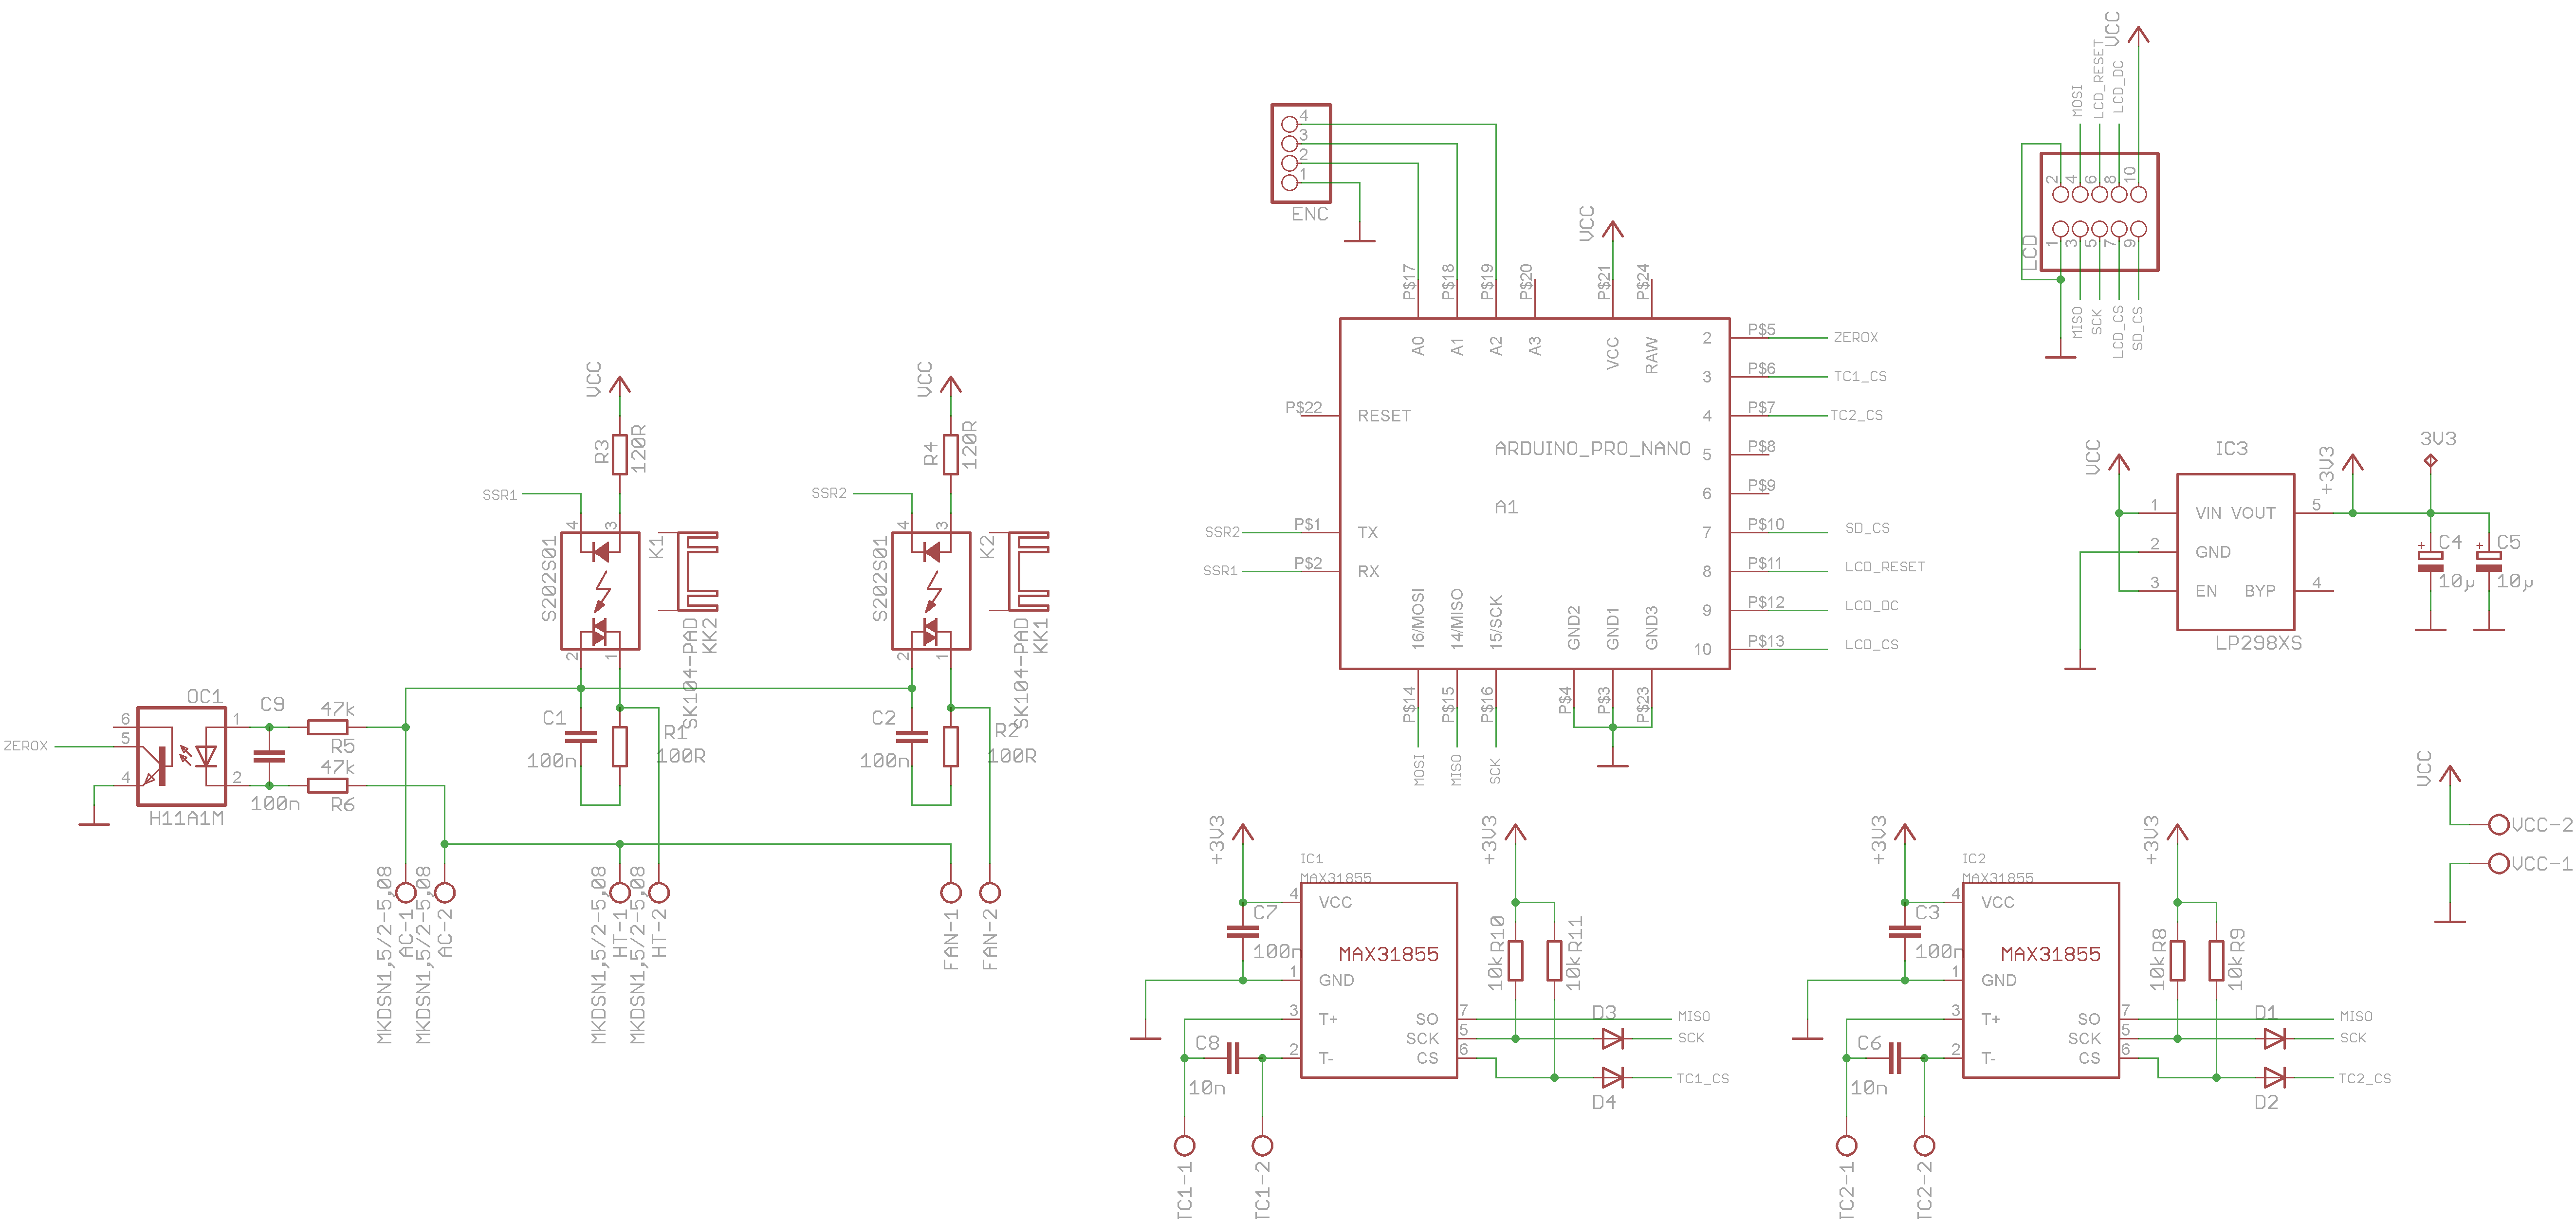 VCC
MOSI
LCD_RESET
LCD_DC
2
4
6
8
10
1
3
5
7
9
LCD
MISO
SCK
LCD_CS
SD_CS
4
3
2
1
ENC
VCC
P$17
P$18
P$19
P$20
P$21
P$24
A0
A1
A2
A3
VCC
RAW
P$22
RESET
ARDUINO_PRO_NANO
A1
SSR2
P$1
TX
SSR1
P$2
RX
2
P$5
ZEROX
3
P$6
TC1_CS
4
P$7
TC2_CS
5
P$8
6
P$9
7
P$10
SD_CS
8
P$11
LCD_RESET
9
P$12
LCD_DC
10
P$13
LCD_CS
16/MOSI
14/MISO
15/SCK
GND2
GND1
GND3
P$14
P$15
P$16
P$4
P$3
P$23
MOSI
MISO
SCK
VCC
R3
120R
SSR1
4
3
S202S01
K1
2
1
SK104-PAD
KK2
C1
100n
R1
100R
VCC
R4
120R
SSR2
4
3
S202S01
K2
2
1
SK104-PAD
KK1
C2
100n
R2
100R
OC1
6
5
4
1
2
ZEROX
H11A1M
C9
100n
47k
R5
47k
R6
MKDSN1,5/2-5,08
AC-1
MKDSN1,5/2-5,08
AC-2
MKDSN1,5/2-5,08
HT-1
MKDSN1,5/2-5,08
HT-2
FAN-1
FAN-2
VCC
IC3
+3V3
3V3
1
VIN
VOUT
5
2
GND
3
EN
BYP
4
LP298XS
C4
10µ
C5
10µ
VCC
VCC-2
VCC-1
+3V3
+3V3
IC1
MAX31855
4
VCC
C7
100n
MAX31855
1
GND
3
T+
2
T-
SO
7
SCK
5
CS
6
C8
10n
R10
10k
R11
10k
D3
D4
MISO
SCK
TC1_CS
TC1-1
TC1-2
+3V3
+3V3
IC2
MAX31855
4
VCC
C3
100n
MAX31855
1
GND
3
T+
2
T-
SO
7
SCK
5
CS
6
C6
10n
R8
10k
R9
10k
D1
D2
MISO
SCK
TC2_CS
TC2-1
TC2-2